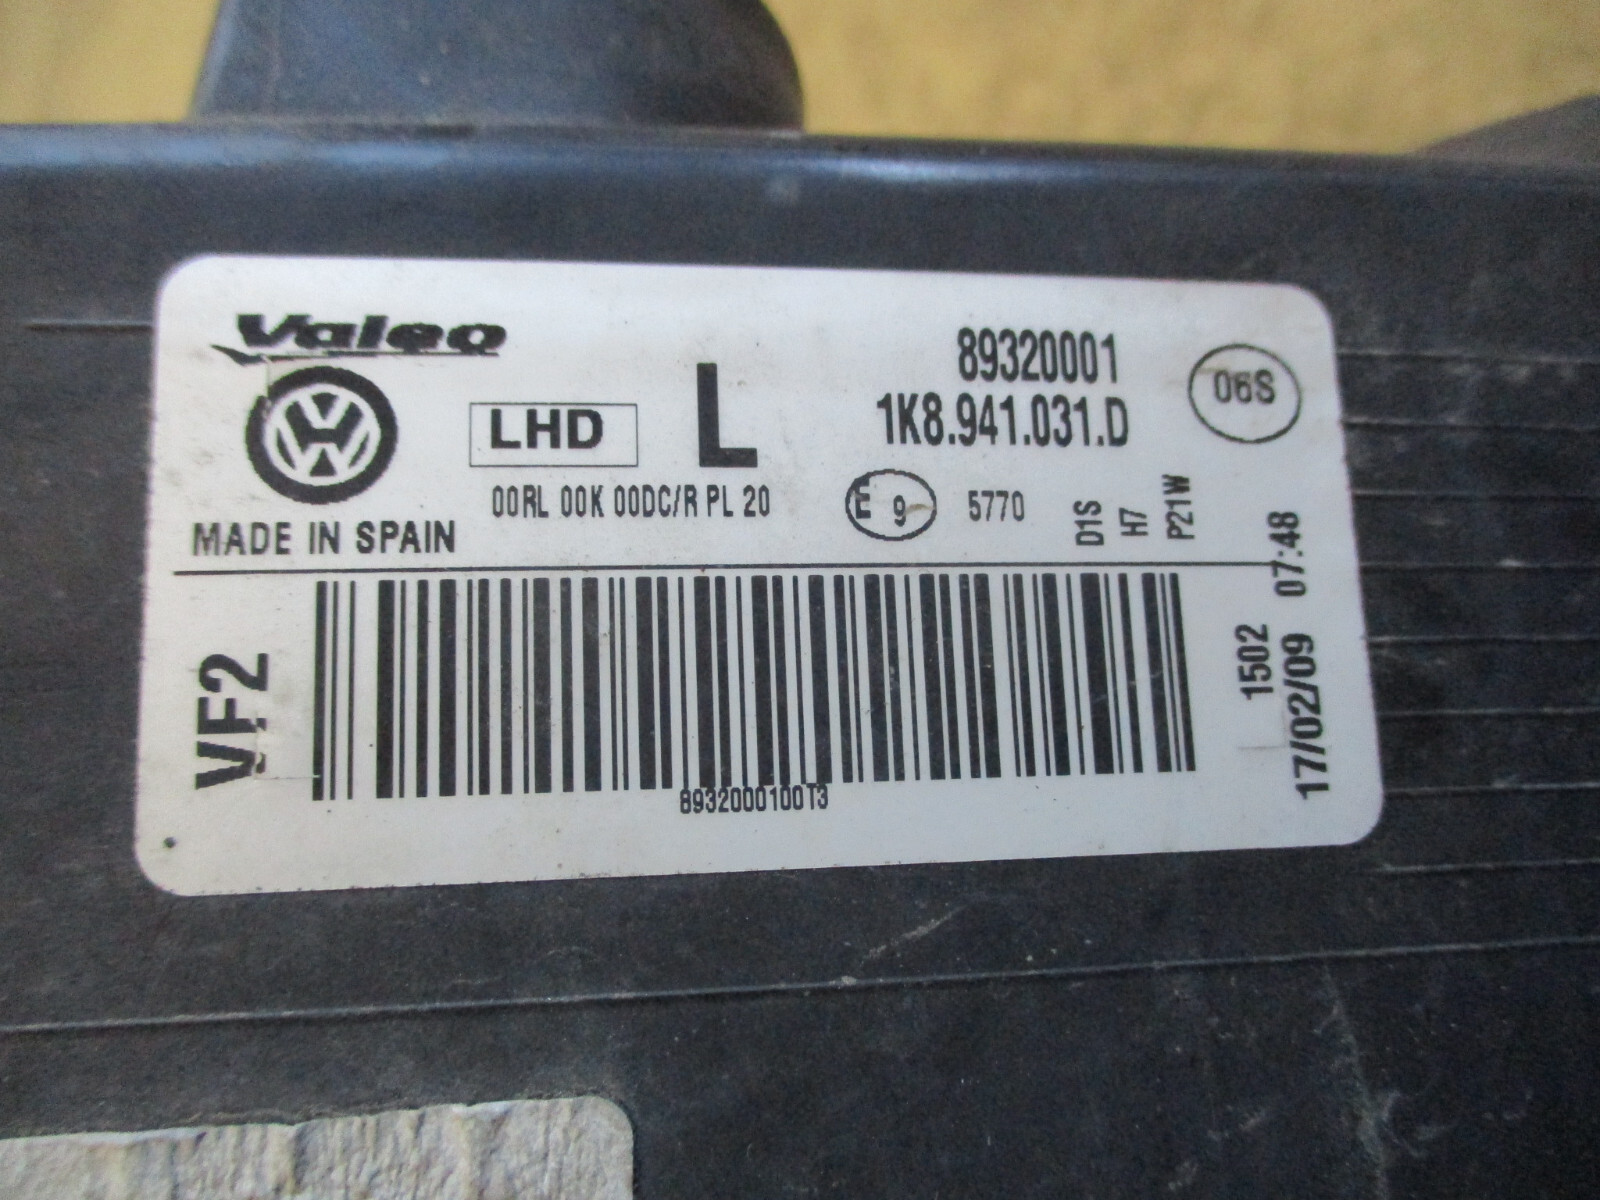 Valeo
89320001
06S
LHD
L
1K8.941.031.D
00RL 00K 00DC/R PL 20
E 9
5770
D1S
H7
P21W
MADE IN SPAIN
VF2
1502
17/02/09 07:48
8932000100T3